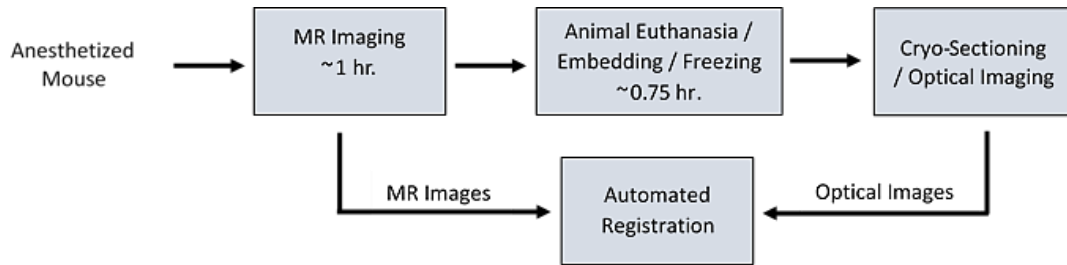 Anesthetized
Mouse
MR Imaging
~1 hr.
Animal Euthanasia /
Embedding / Freezing
~0.75 hr.
Cryo-Sectioning
/ Optical Imaging
MR Images
Automated
Registration
Optical Images